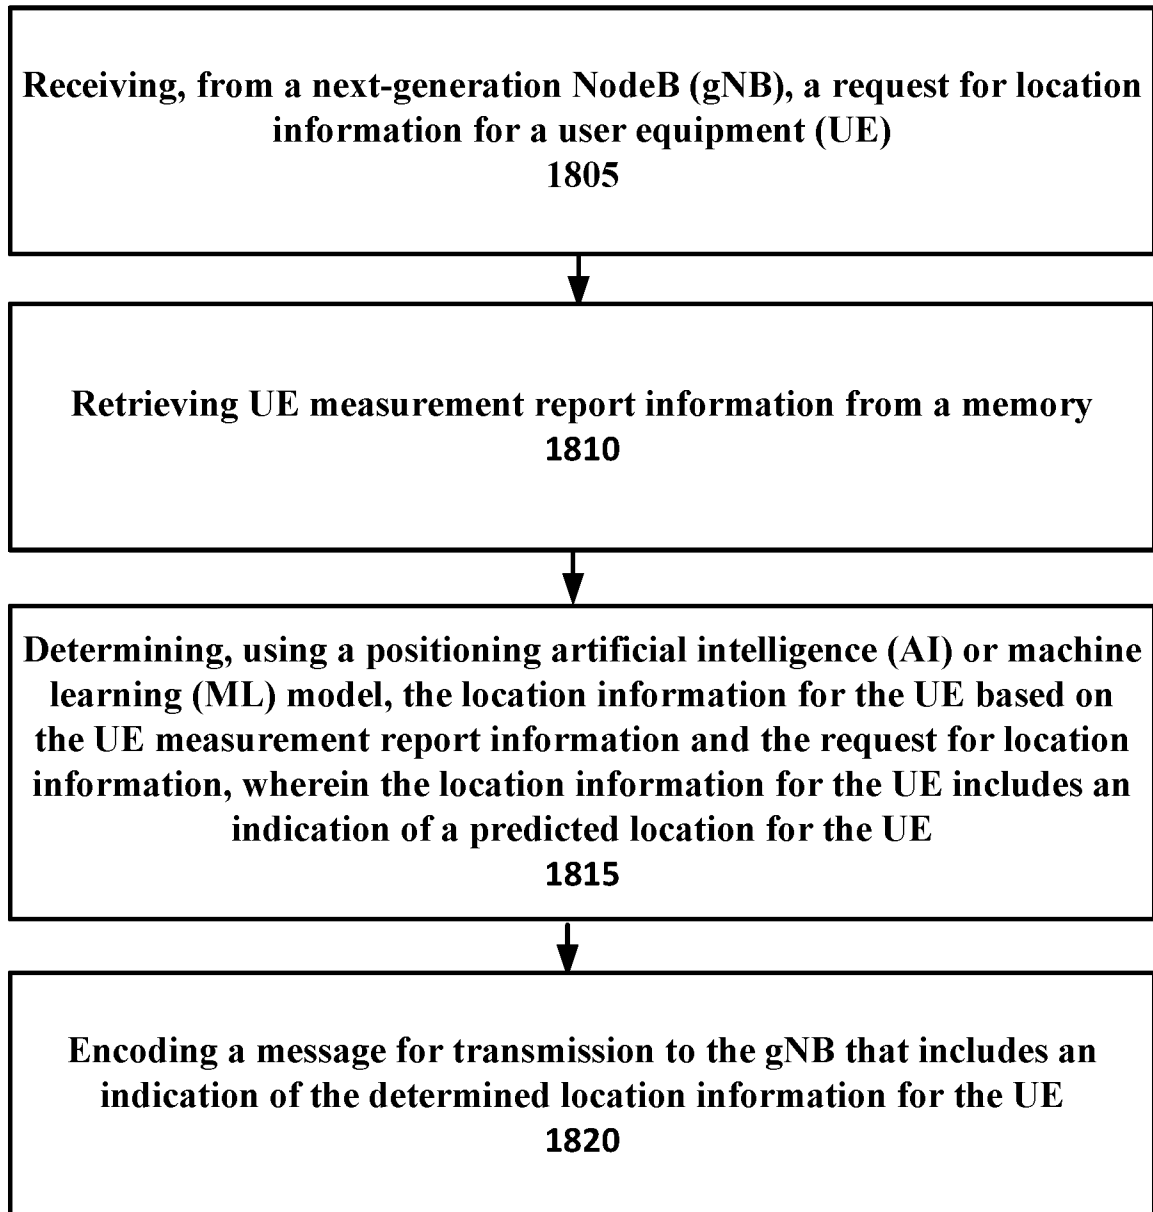 Receiving, from a next-generation NodeB (gNB), a request for location
information for a user equipment (UE)
1805
Retrieving UE measurement report information from a memory
1810
Determining, using a positioning artificial intelligence (AI) or machine
learning (ML) model, the location information for the UE based on
the UE measurement report information and the request for location
information, wherein the location information for the UE includes an
indication of a predicted location for the UE
1815
Encoding a message for transmission to the gNB that includes an
indication of the determined location information for the UE
1820